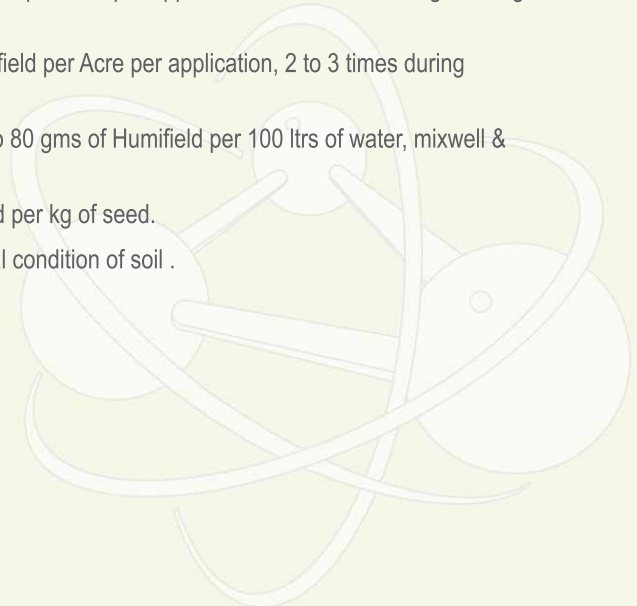 field per Acre per application, 2 to 3 times during
80 gms of Humifield per 100 ltrs of water, mixwell &
per kg of seed.
condition of soil .